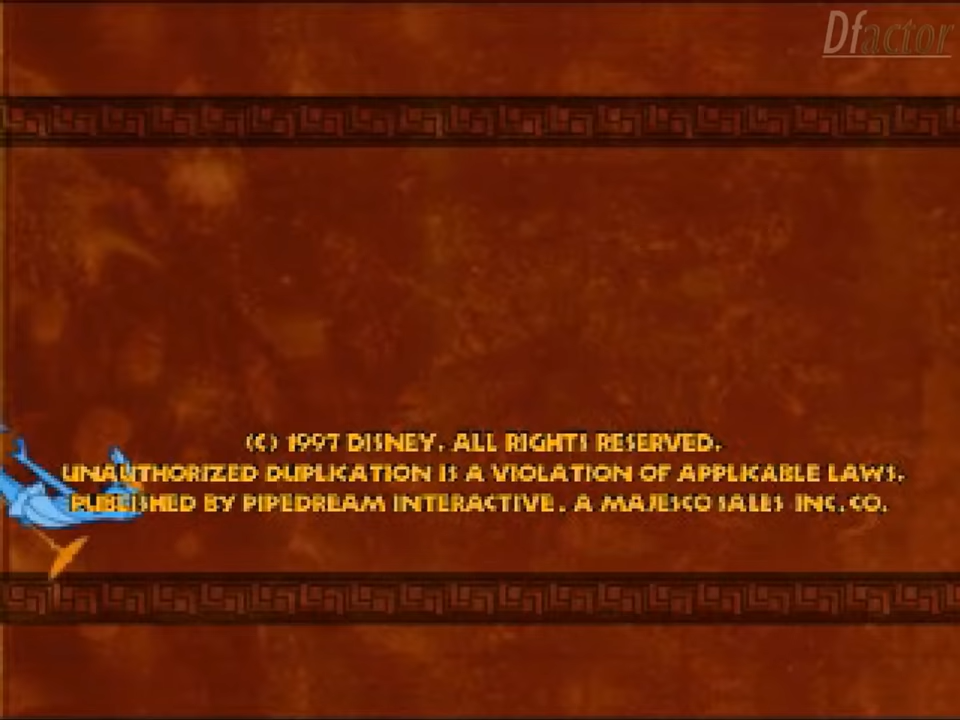 Dfactor
(C) 1997 DISNEY. ALL RIGHTS RESERVED.
UNAUTHORIZED DUPLICATION IS A VIOLATION OF APPLICABLE LAWS.
PUBLISHED BY PIPEDREAM INTERACTIVE. A MAJESCO SALES INC.CO.